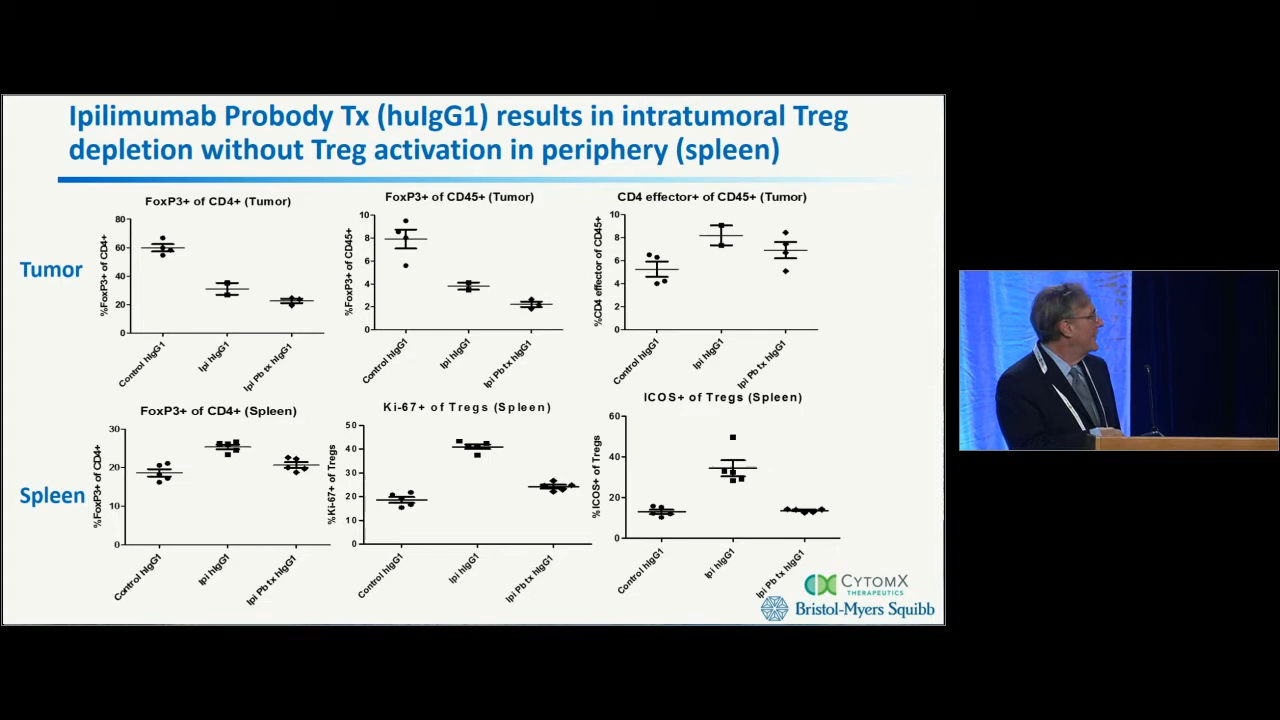 Ipilimumab Probody Tx (huIgG1) results in intratumoral Treg
depletion without Treg activation in periphery (spleen)
Tumor
FoxP3+ of CD4+ (Tumor)
%FoxP3+ of CD4+
80
60
40
20
0
Control hIgG1
Ipi hIgG1
Ipi Pb tx hIgG1
FoxP3+ of CD45+ (Tumor)
%FoxP3+ of CD45+
10
8
6
4
2
0
Control hIgG1
Ipi hIgG1
Ipi Pb tx hIgG1
CD4 effector+ of CD45+ (Tumor)
%CD4 effector of CD45+
10
8
6
4
2
0
Control hIgG1
Ipi hIgG1
Ipi Pb tx hIgG1
Spleen
FoxP3+ of CD4+ (Spleen)
%FoxP3+ of CD4+
30
20
10
0
Control hIgG1
Ipi hIgG1
Ipi Pb tx hIgG1
Ki-67+ of Tregs (Spleen)
%Ki-67+ of Tregs
50
40
30
20
10
0
Control hIgG1
Ipi hIgG1
Ipi Pb tx hIgG1
ICOS+ of Tregs (Spleen)
%ICOS+ of Tregs
60
40
20
0
Control hIgG1
Ipi hIgG1
Ipi Pb tx hIgG1
CYTOMX
THERAPEUTICS
Bristol-Myers Squibb